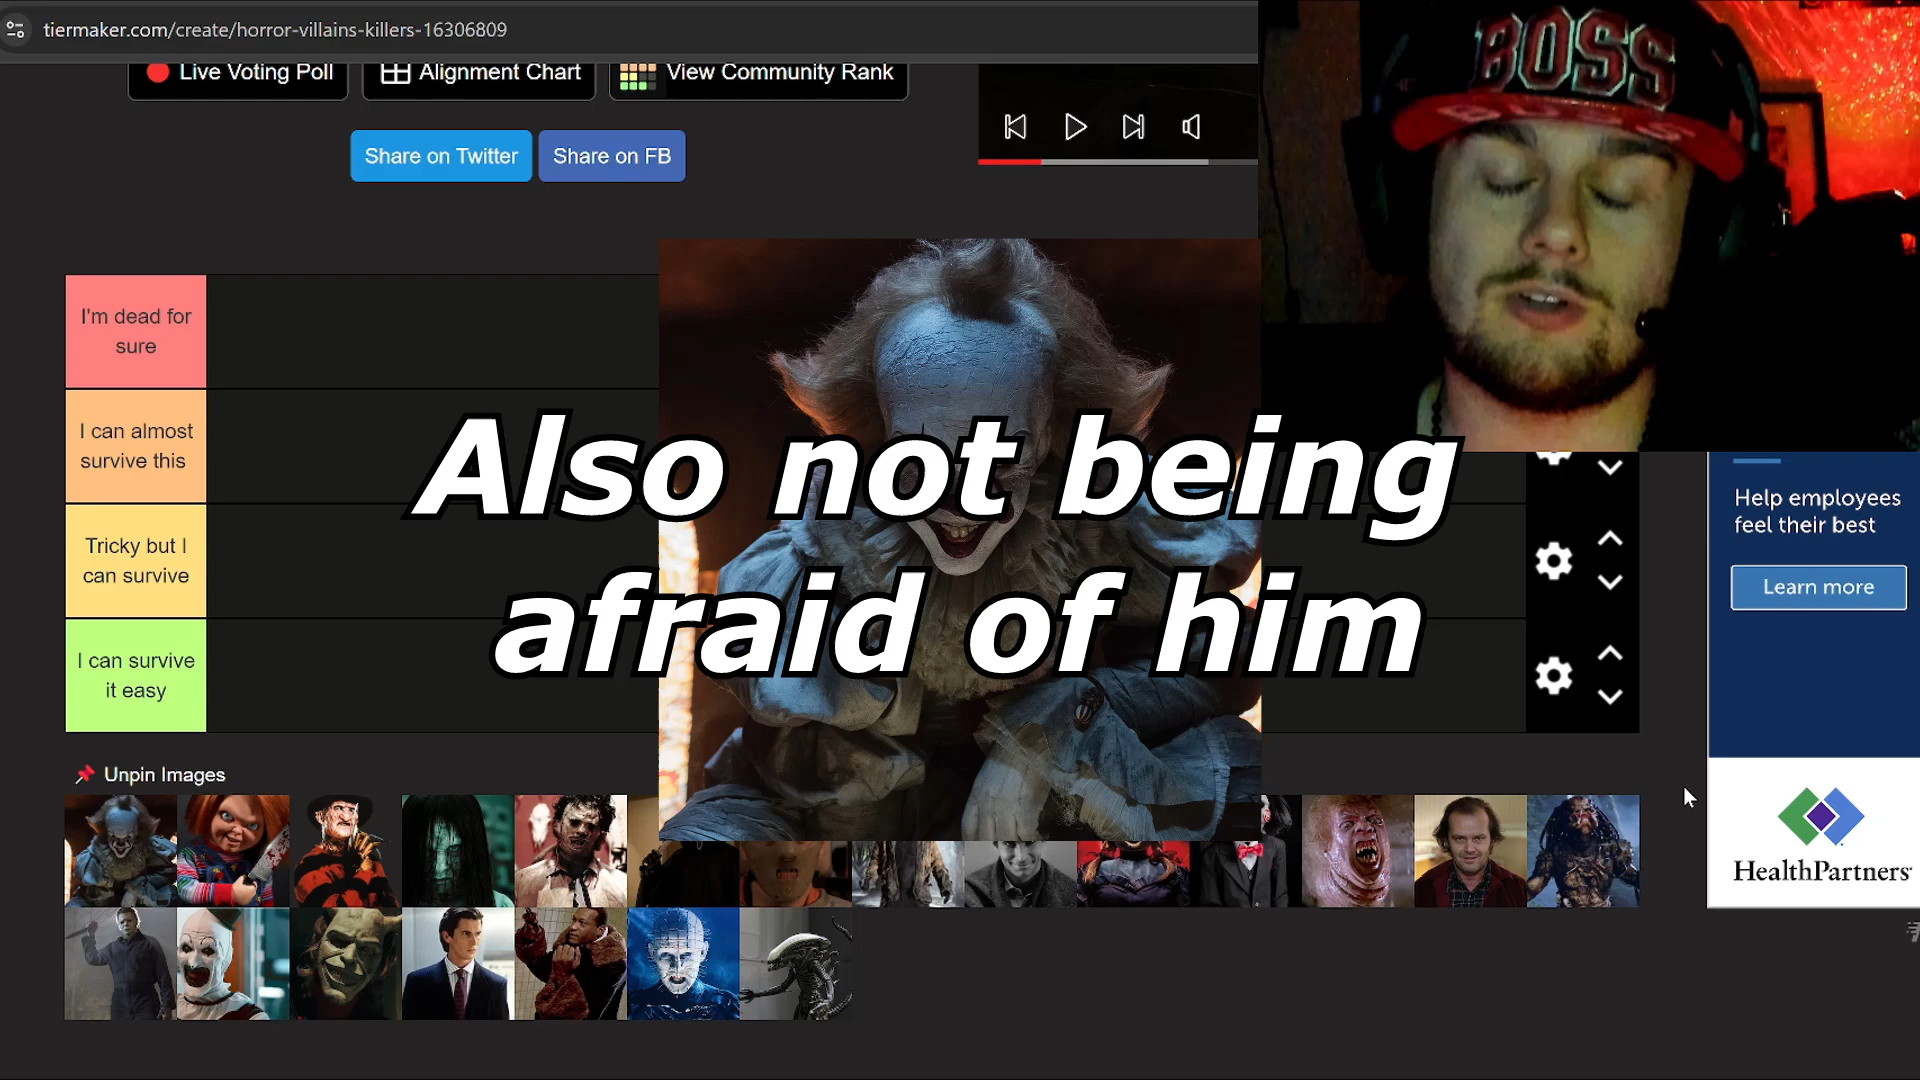 tiermaker.com/create/horror-villains-killers-16306809
Live Voting Poll
Alignment Chart
View Community Rank
BOSS
Share on Twitter
Share on FB
I'm dead for
sure
I can almost
survive this
Also not being
Help employees
feel their best
Tricky but I
can survive
Learn more
afraid of him
I can survive
it easy
Unpin Images
HealthPartners